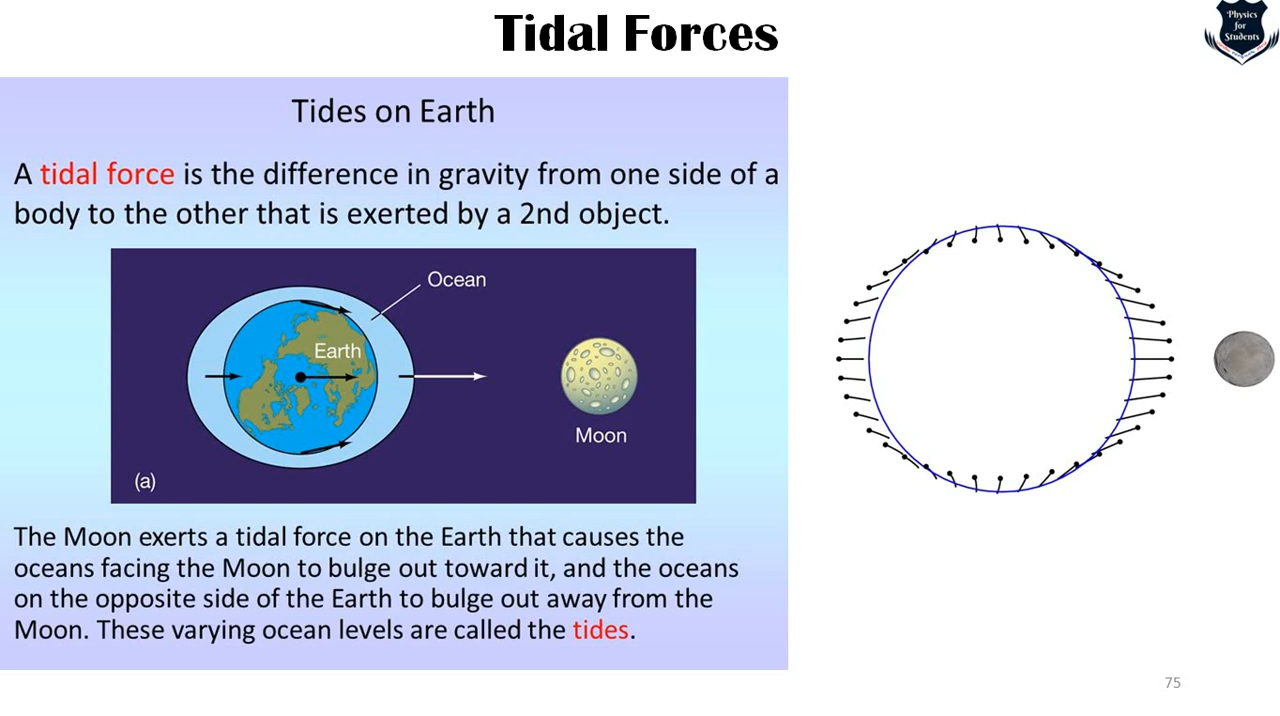 Tidal Forces
Physics
for
Students
Tides on Earth
A tidal force is the difference in gravity from one side of a
body to the other that is exerted by a 2nd object.
Ocean
Earth
Moon
(a)
The Moon exerts a tidal force on the Earth that causes the
oceans facing the Moon to bulge out toward it, and the oceans
on the opposite side of the Earth to bulge out away from the
Moon. These varying ocean levels are called the tides.
75